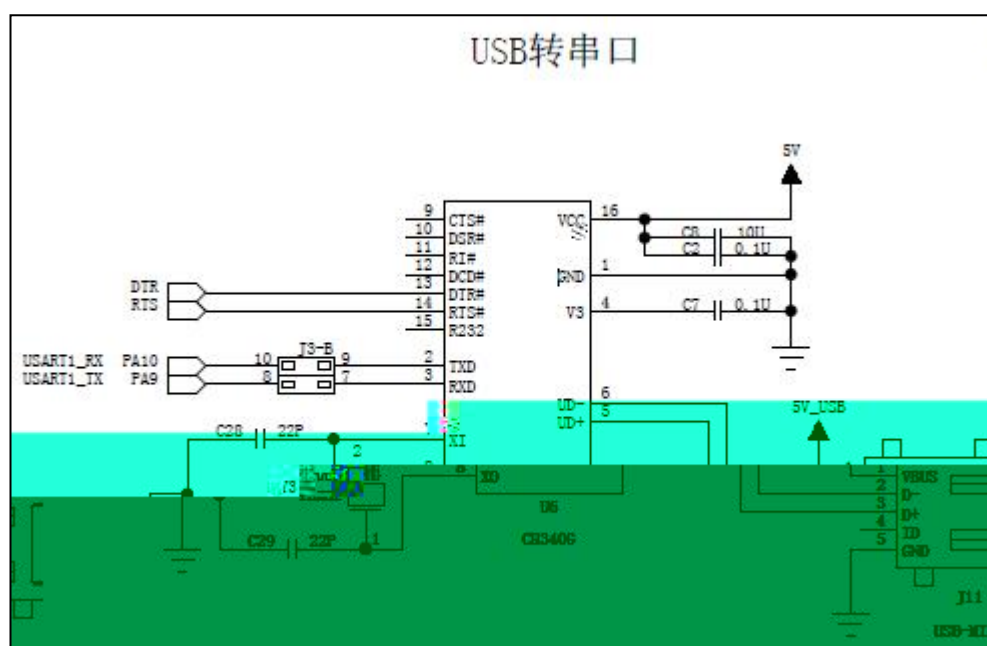 USB转串口
5V
9 CTS# VCC 16
10 DSR# C8 10U
11 RI# C2 0.1U
12 DCD# GND 1
DTR 13 DTR#
RTS 14 RTS# V3 4 C7 0.1U
15 R232
J3-B
USART1_RX PA10 10 9 2 TXD
USART1_TX PA9 8 7 3 RXD
UD- 6
UD+ 5 5V_USB
C28 22P XI
2
XO 1 VBUS
2 D-
U6 3 D+
C29 22P 1 CH340G 4 ID
5 GND
J11